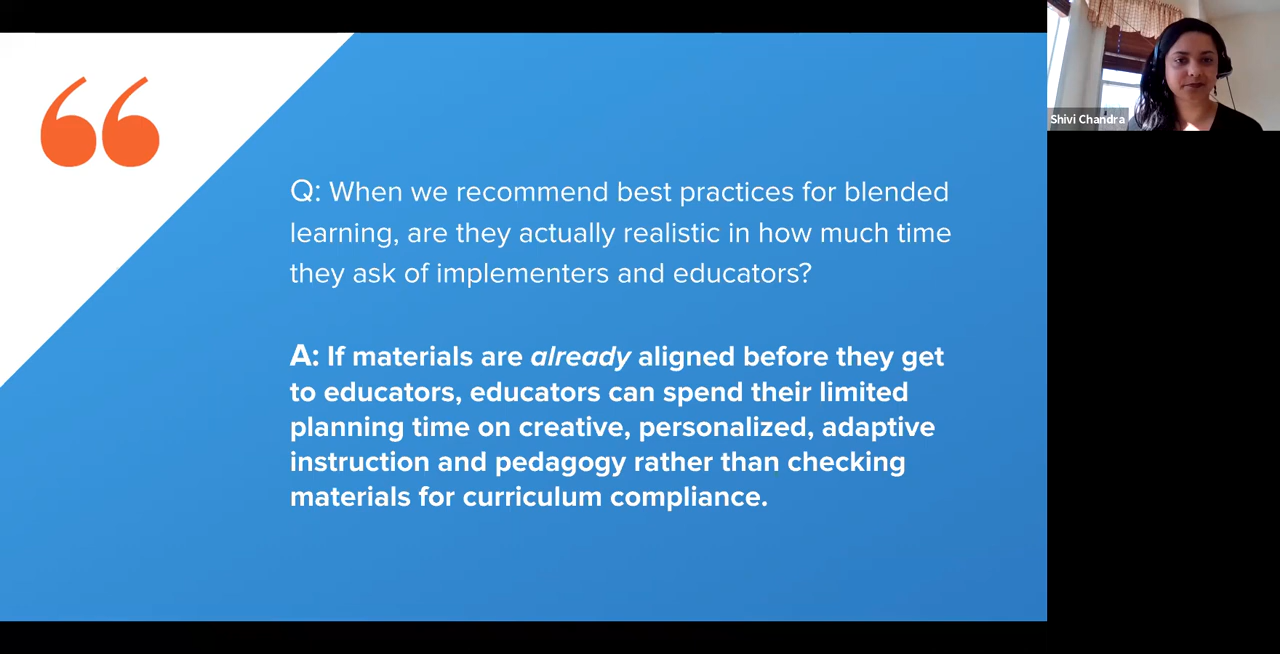 Q: When we recommend best practices for blended
learning, are they actually realistic in how much time
they ask of implementers and educators?
A: If materials are already aligned before they get
to educators, educators can spend their limited
planning time on creative, personalized, adaptive
instruction and pedagogy rather than checking
materials for curriculum compliance.
Shivi Chandra